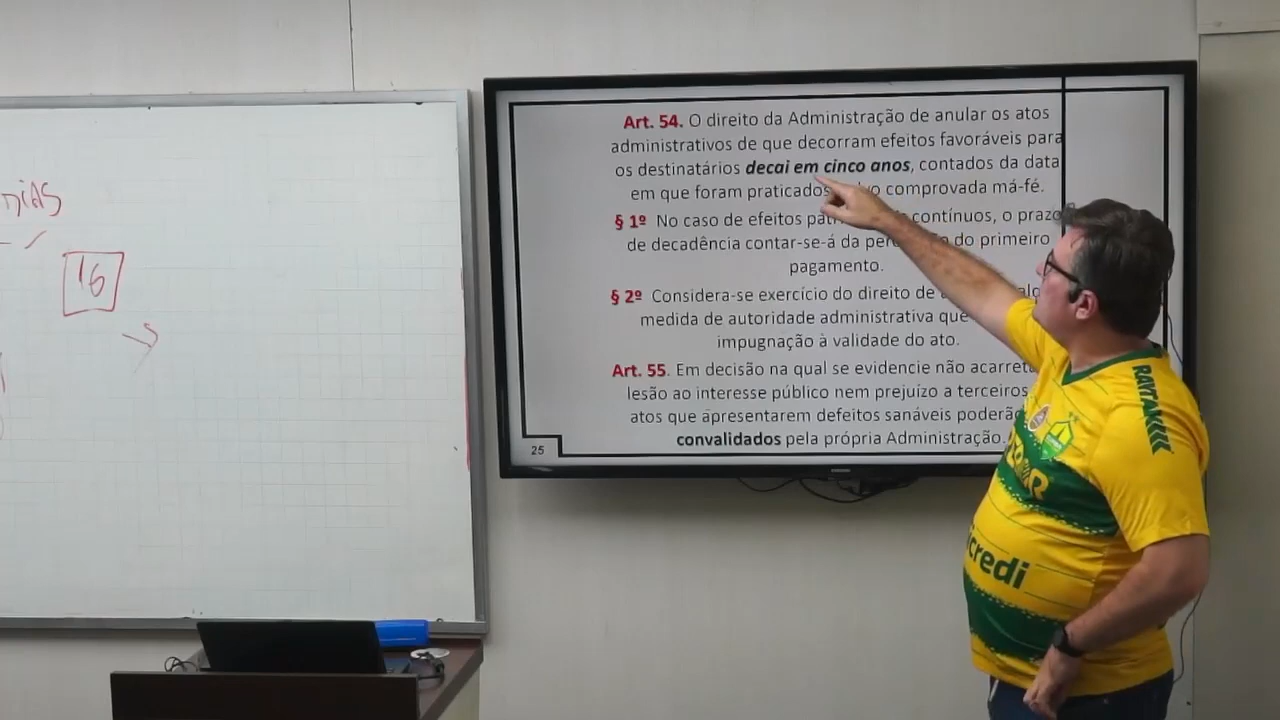 16
Art. 54. O direito da Administração de anular os atos
administrativos de que decorram efeitos favoráveis para
os destinatários decai em cinco anos, contados da data
em que foram praticados comprovada má-fé.
§ 1º No caso de efeitos contínuos, o prazo
de decadência contar-se-á da do primeiro
pagamento.
§ 2º Considera-se exercício do direito de
medida de autoridade administrativa que
impugnação à validade do ato.
Art. 55. Em decisão na qual se evidencie não
lesão ao interesse público nem prejuízo a terceiros
atos que apresentarem defeitos sanáveis
convalidados pela própria Administração.
25
RAYTAK